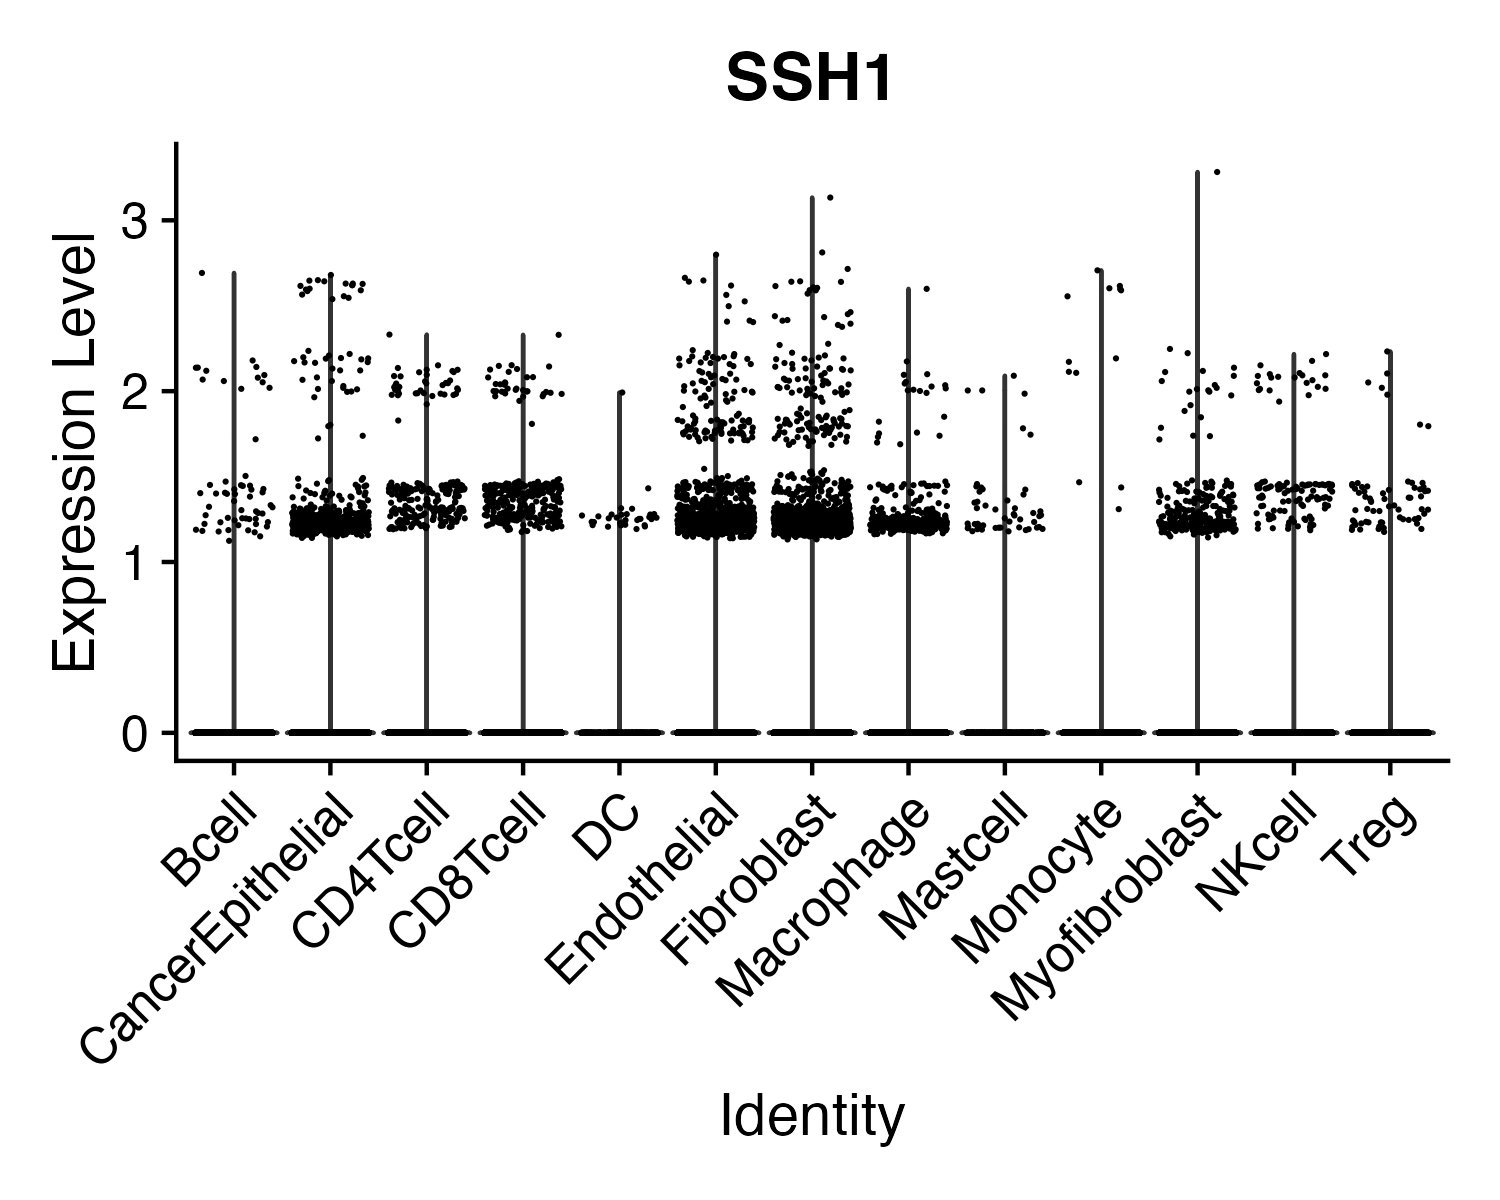 SSH1
Expression Level
3
2
1
0
Bcell
CancerEpithelial
CD4Tcell
CD8Tcell
DC
Endothelial
Fibroblast
Macrophage
Mastcell
Monocyte
Myofibroblast
NKcell
Treg
Identity